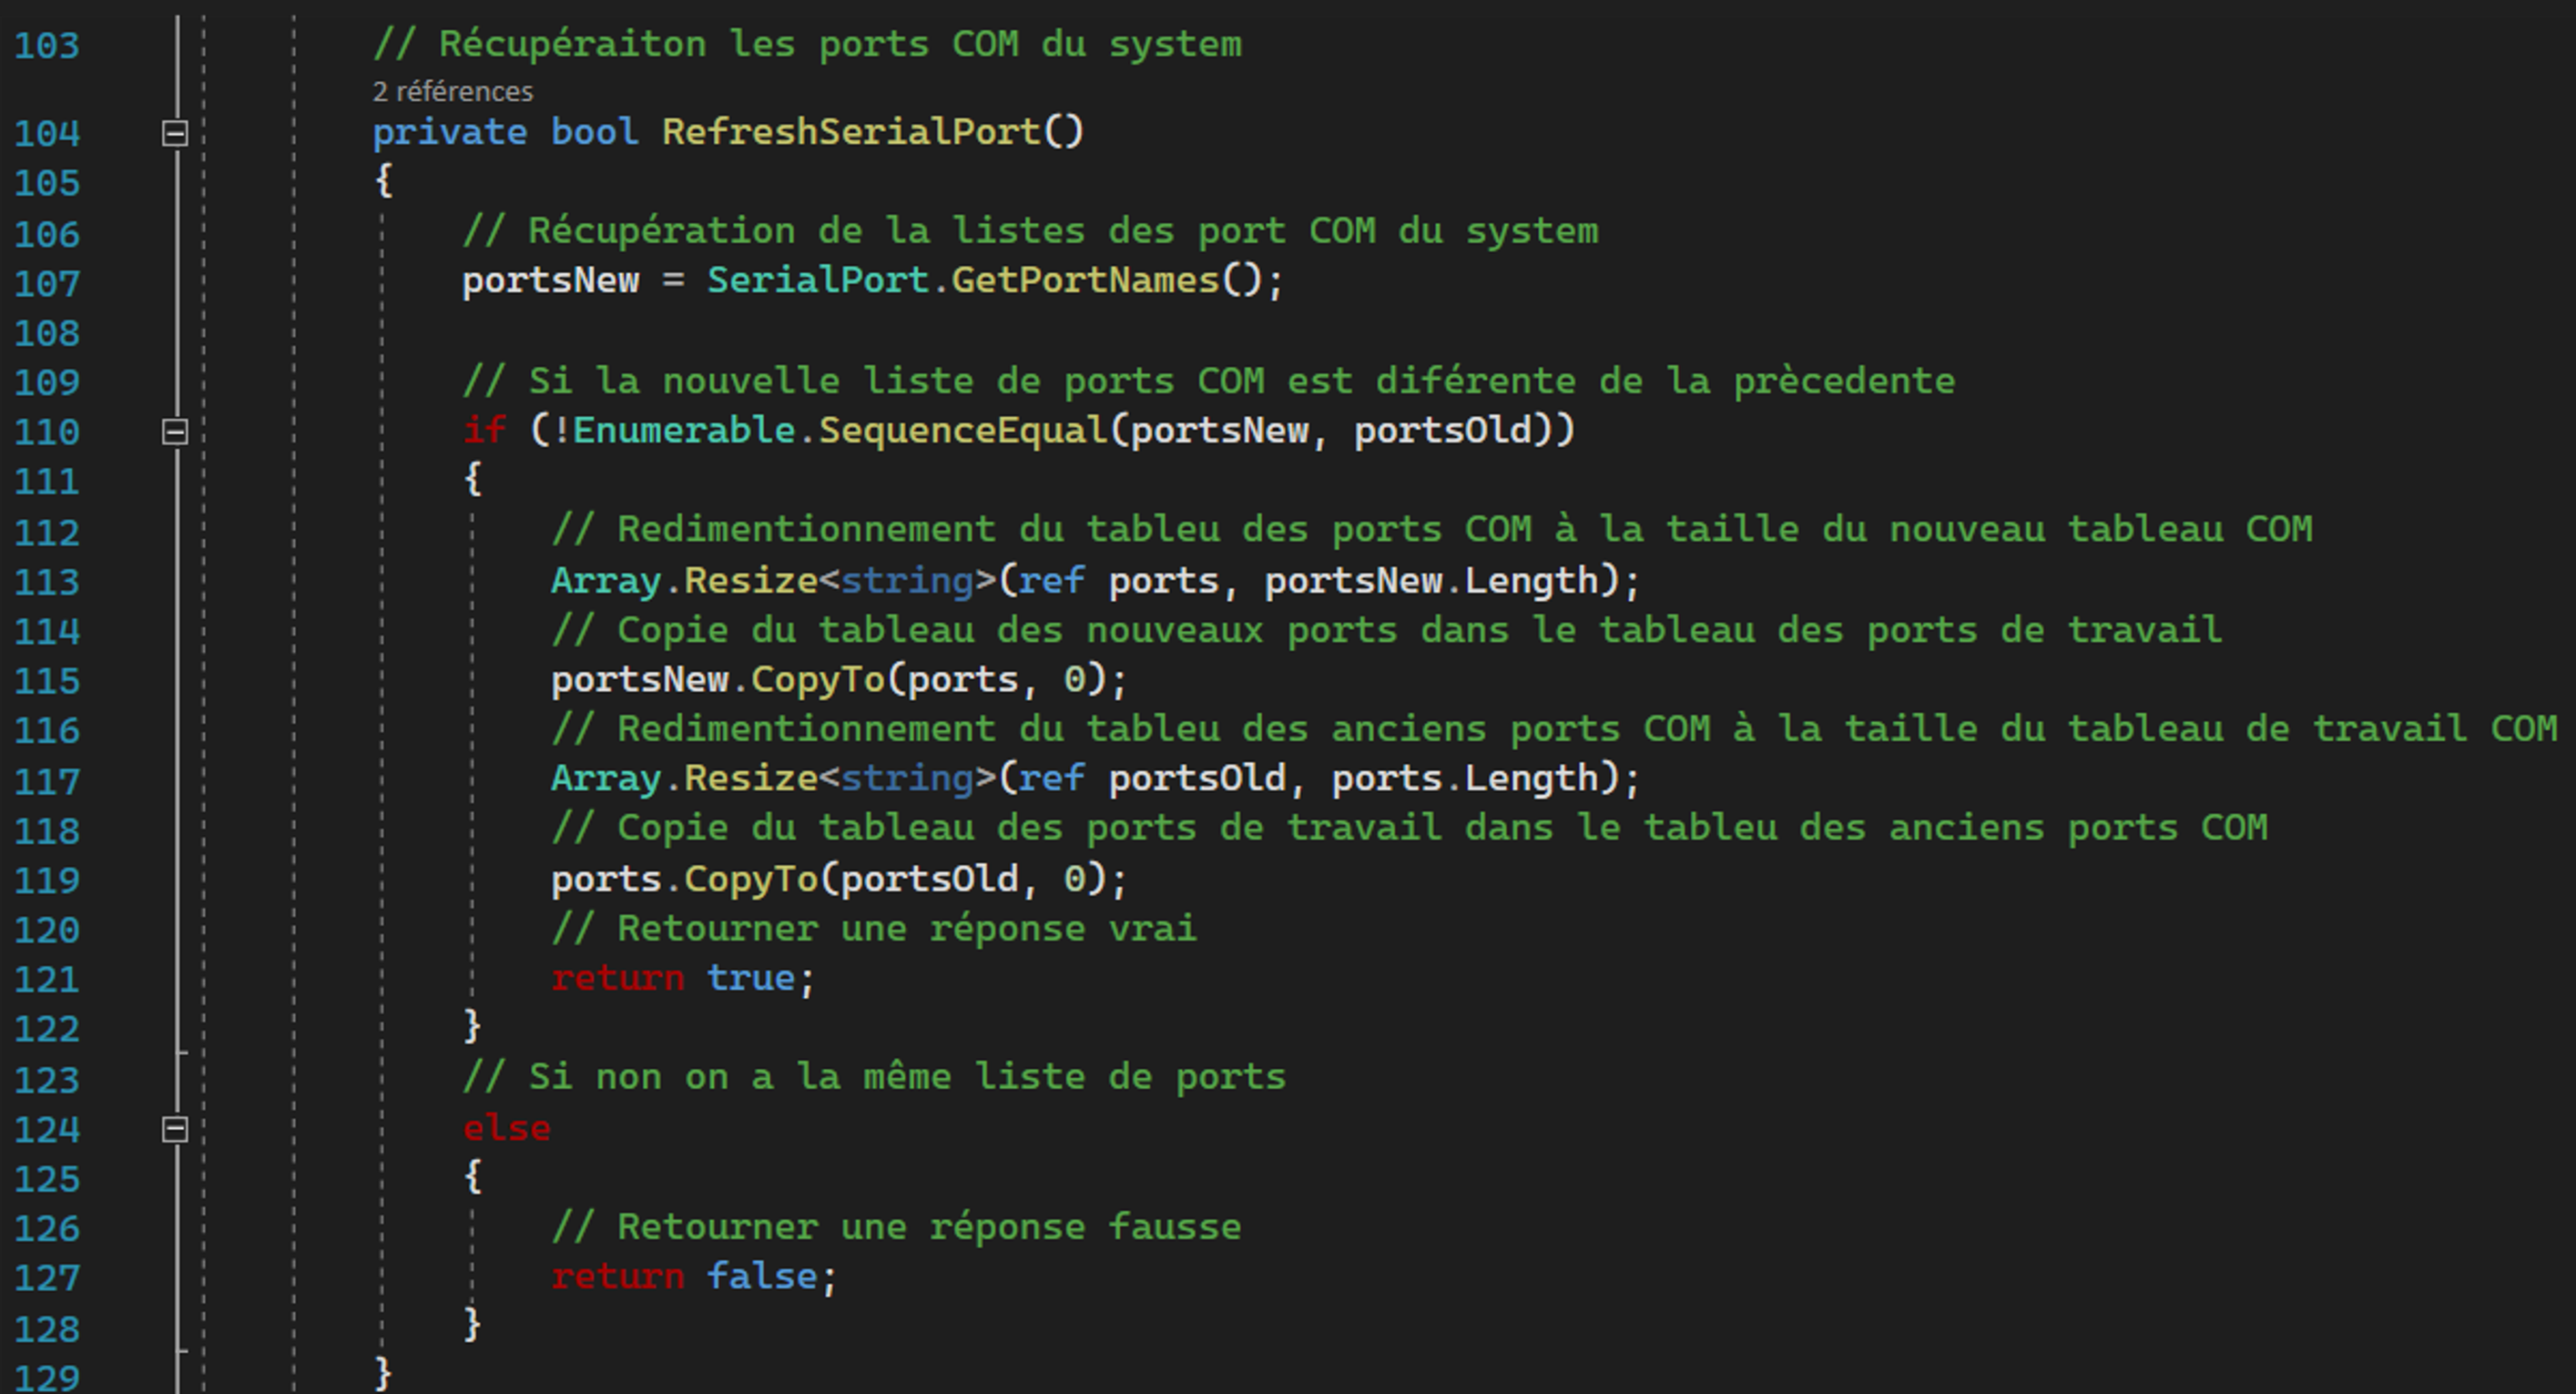 103 // Récupéraiton les ports COM du system
2 références
104 private bool RefreshSerialPort()
105 {
106 // Récupération de la listes des port COM du system
107 portsNew = SerialPort.GetPortNames();
108
109 // Si la nouvelle liste de ports COM est diférente de la prècedente
110 if (!Enumerable.SequenceEqual(portsNew, portsOld))
111 {
112 // Redimentionnement du tableu des ports COM à la taille du nouveau tableau COM
113 Array.Resize<string>(ref ports, portsNew.Length);
114 // Copie du tableau des nouveaux ports dans le tableau des ports de travail
115 portsNew.CopyTo(ports, 0);
116 // Redimentionnement du tableu des anciens ports COM à la taille du tableau de travail COM
117 Array.Resize<string>(ref portsOld, ports.Length);
118 // Copie du tableau des ports de travail dans le tableu des anciens ports COM
119 ports.CopyTo(portsOld, 0);
120 // Retourner une réponse vrai
121 return true;
122 }
123 // Si non on a la même liste de ports
124 else
125 {
126 // Retourner une réponse fausse
127 return false;
128 }
129 }